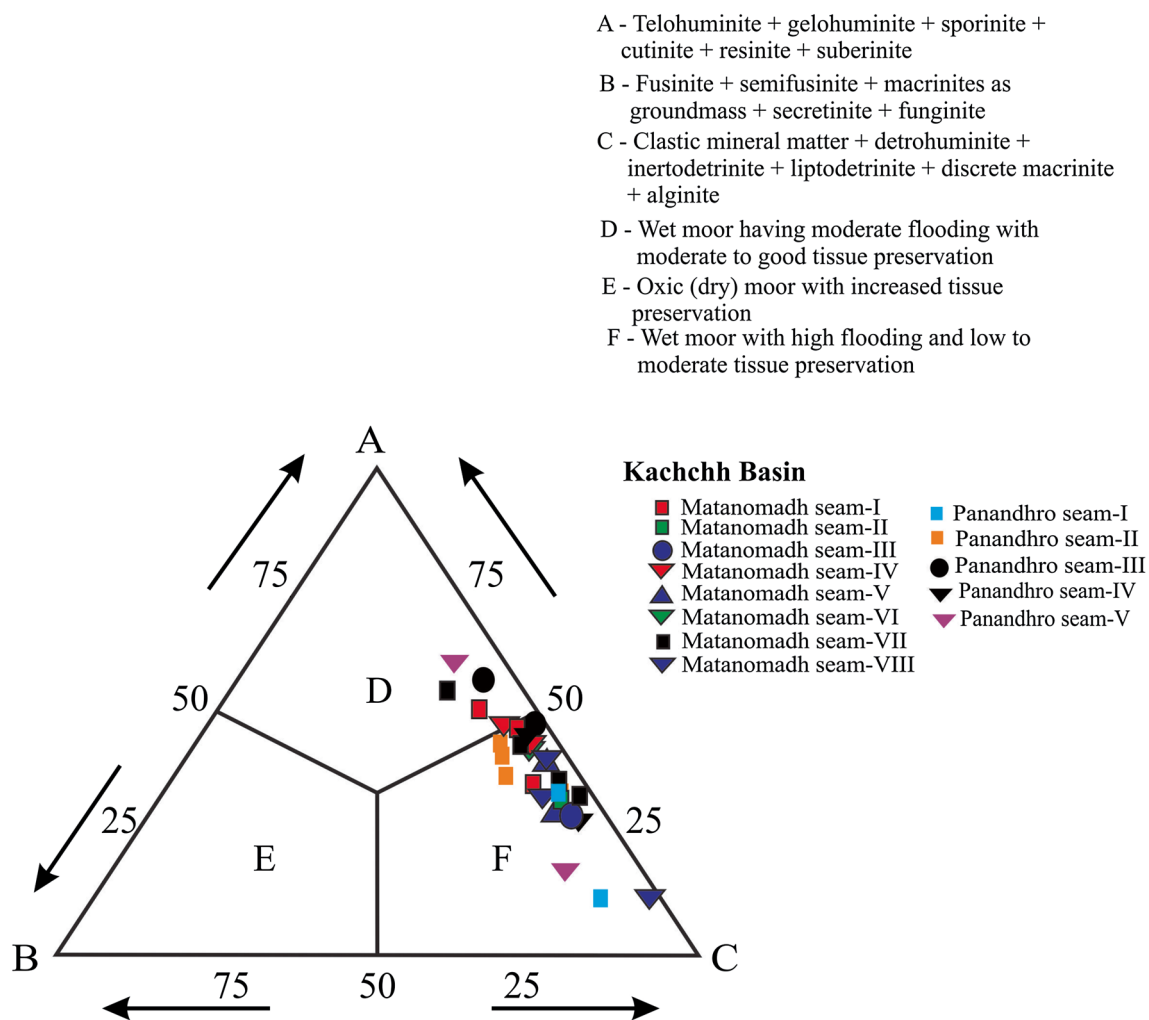 A - Telohuminite + gelohuminite + sporinite +
cutinite + resinite + suberinite
B - Fusinite + semifusinite + macrinites as
groundmass + secretinite + funginite
C - Clastic mineral matter + detrohuminite +
inertodetrinite + liptodetrinite + discrete macrinite
+ alginite
D - Wet moor having moderate flooding with
moderate to good tissue preservation
E - Oxic (dry) moor with increased tissue
preservation
F - Wet moor with high flooding and low to
moderate tissue preservation
A
75
75
50
D
50
25
E
F
25
B
C
75
50
25
Kachchh Basin
Matanomadh seam-I
Matanomadh seam-II
Matanomadh seam-III
Matanomadh seam-IV
Matanomadh seam-V
Matanomadh seam-VI
Matanomadh seam-VII
Matanomadh seam-VIII
Panandhro seam-I
Panandhro seam-II
Panandhro seam-III
Panandhro seam-IV
Panandhro seam-V